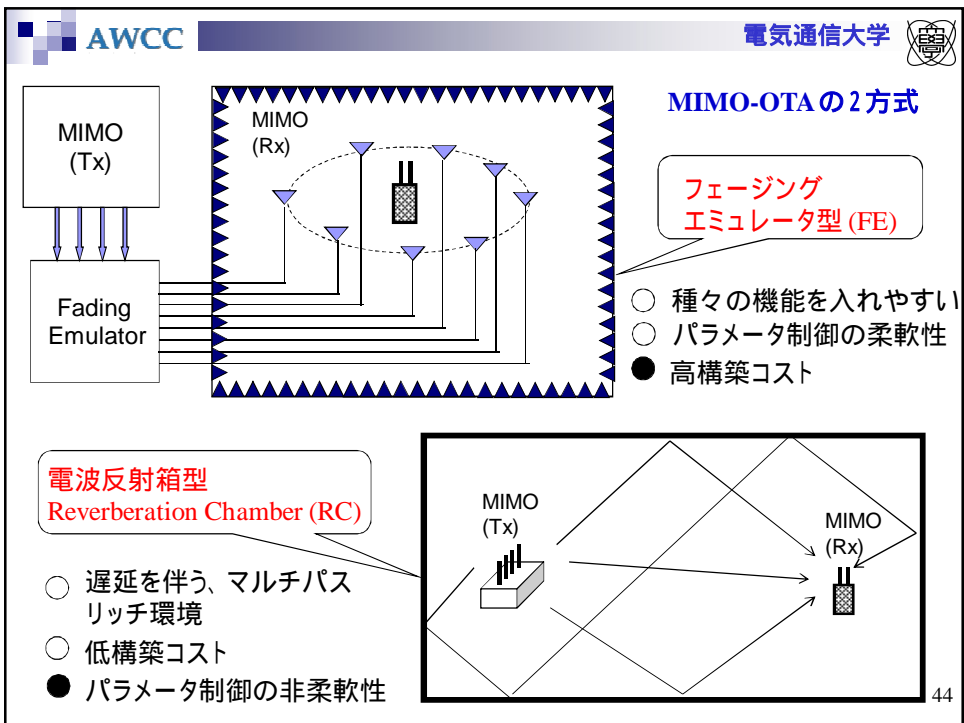 AWCC
電気通信大学
MIMO-OTAの2方式
MIMO
(Tx)
MIMO
(Rx)
Fading
Emulator
フェージング
エミュレータ型 (FE)
○ 種々の機能を入れやすい
○ パラメータ制御の柔軟性
● 高構築コスト
電波反射箱型
Reverberation Chamber (RC)
○ 遅延を伴う、マルチパス
リッチ環境
○ 低構築コスト
● パラメータ制御の非柔軟性
MIMO
(Tx)
MIMO
(Rx)
44